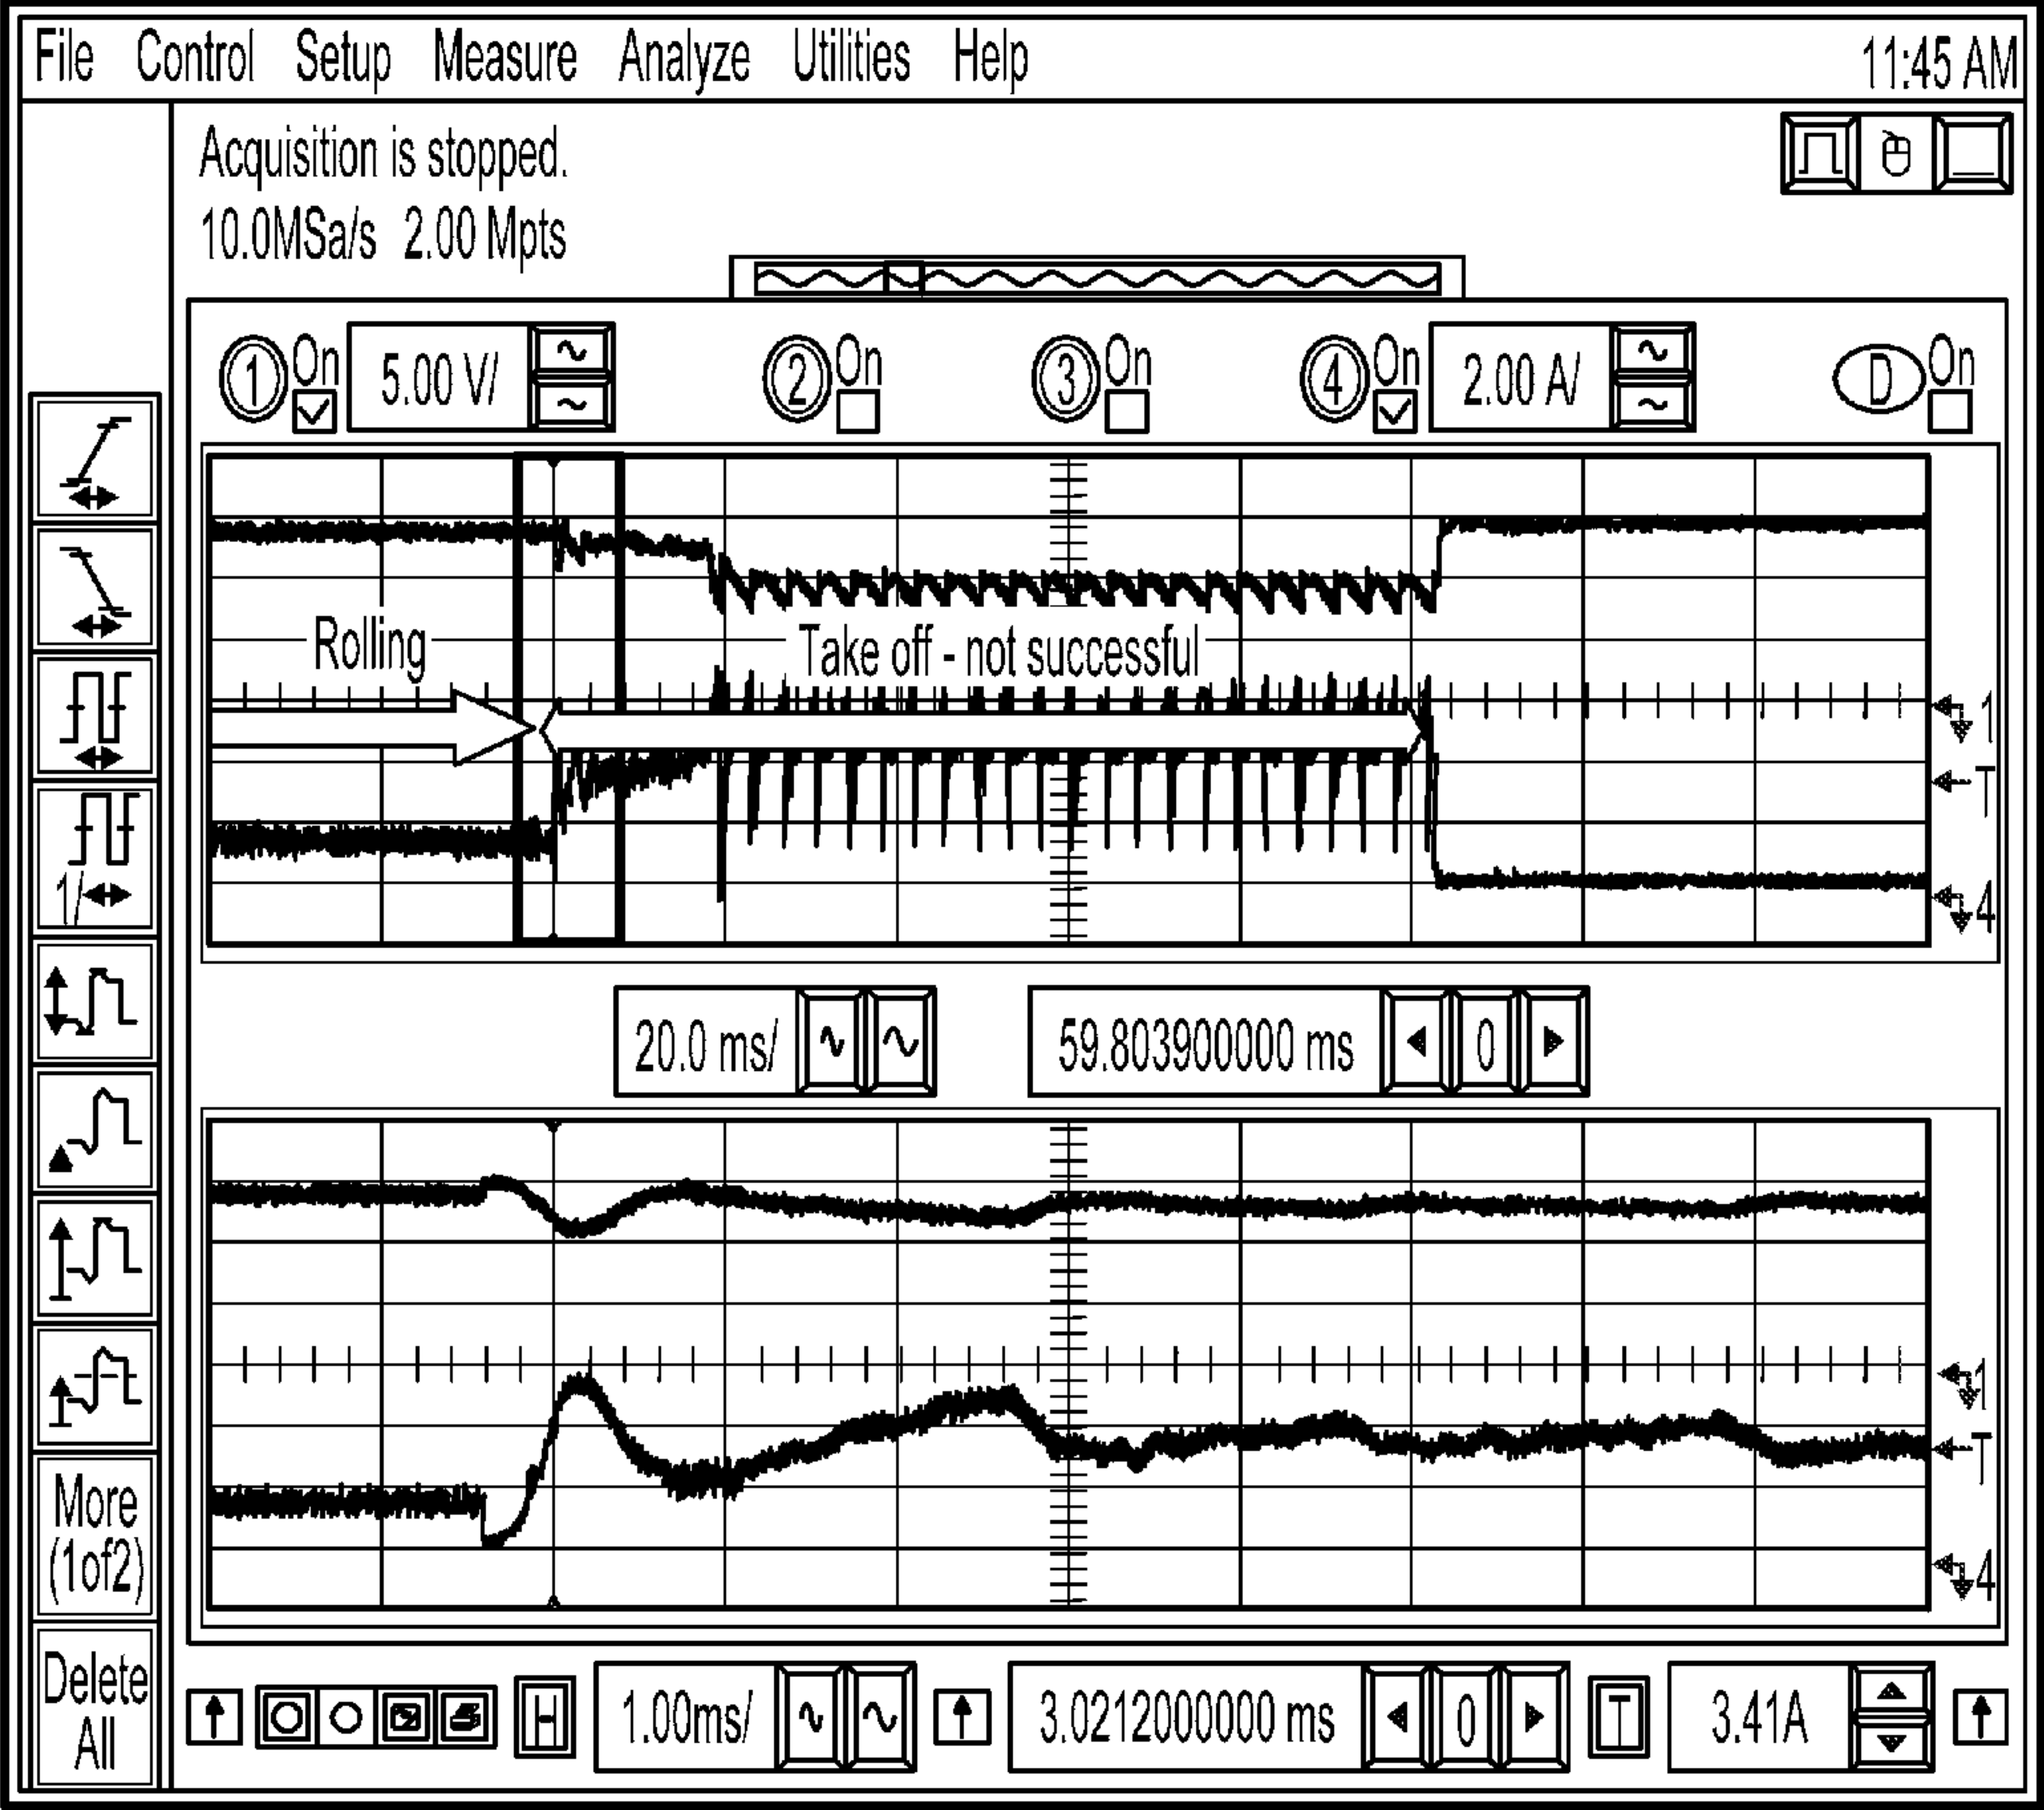 File Control Setup Measure Analyze Utilities Help 11:45 AM
Acquisition is stopped.
10.0MSa/s 2.00 Mpts
1 On 5.00 V/ 2 On 3 On 4 On 2.00 A/ D On
Rolling
Take off - not successful
1
T
1/
4
20.0 ms/ 59.803900000 ms 0
1
T
4
More
(1of2)
Delete
All
H 1.00ms/ 3.0212000000 ms 0 T 3.41A